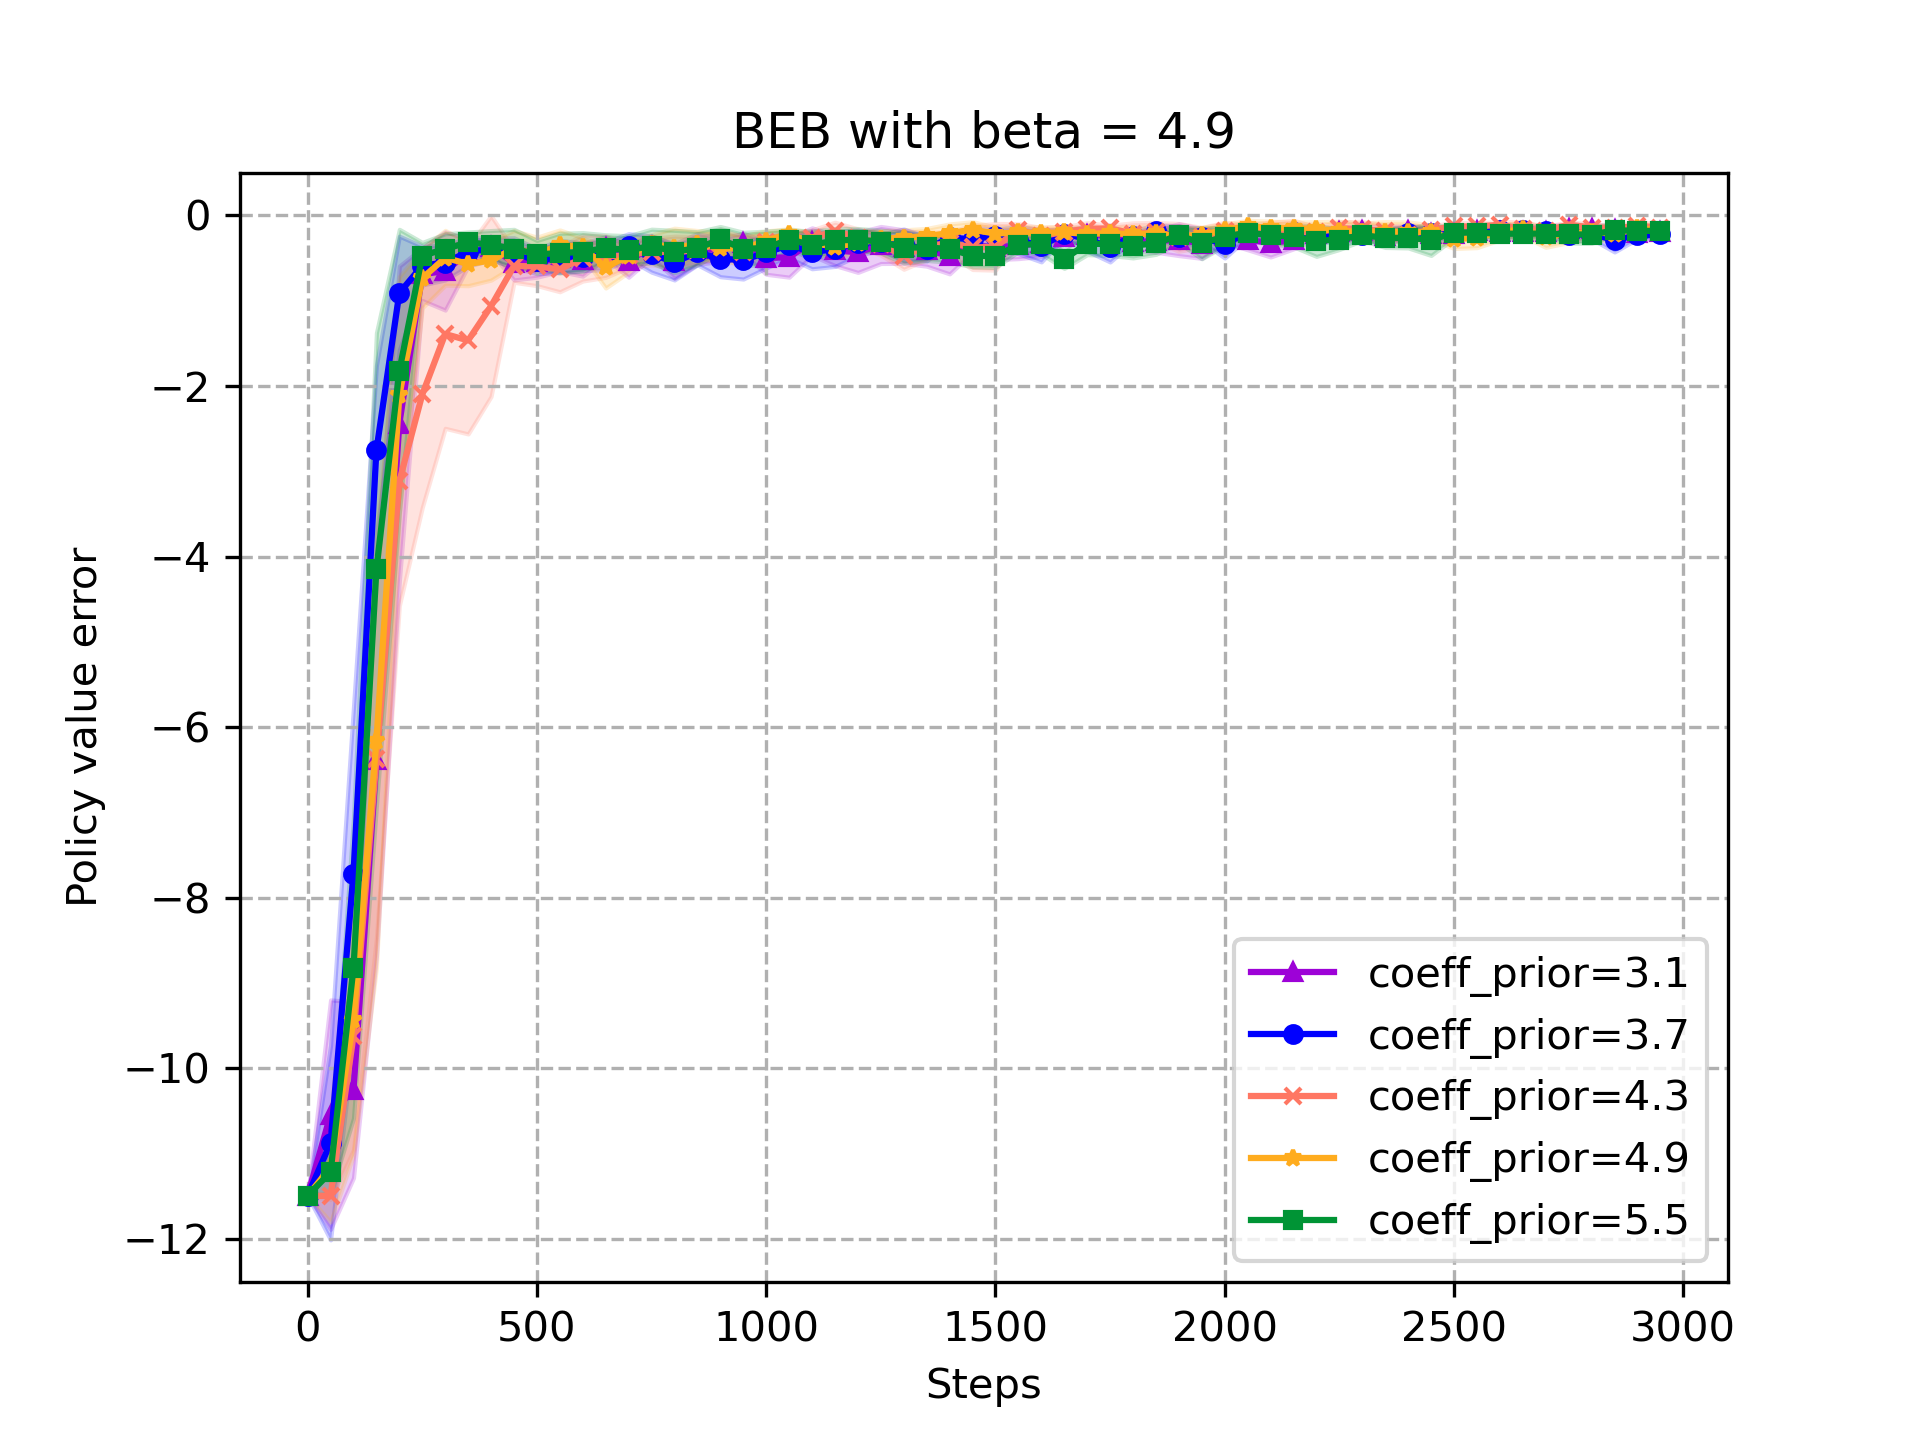 BEB with beta = 4.9
Policy value error
0
−2
−4
−6
−8
−10
−12
coeff_prior=3.1
coeff_prior=3.7
coeff_prior=4.3
coeff_prior=4.9
coeff_prior=5.5
0 500 1000 1500 2000 2500 3000
Steps